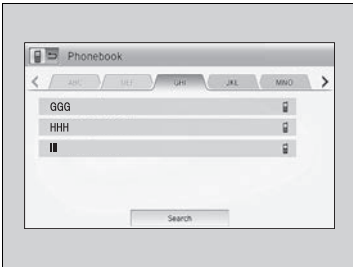 Phonebook
ABC DEF GHI JKL MNO
GGG
HHH
III
Search